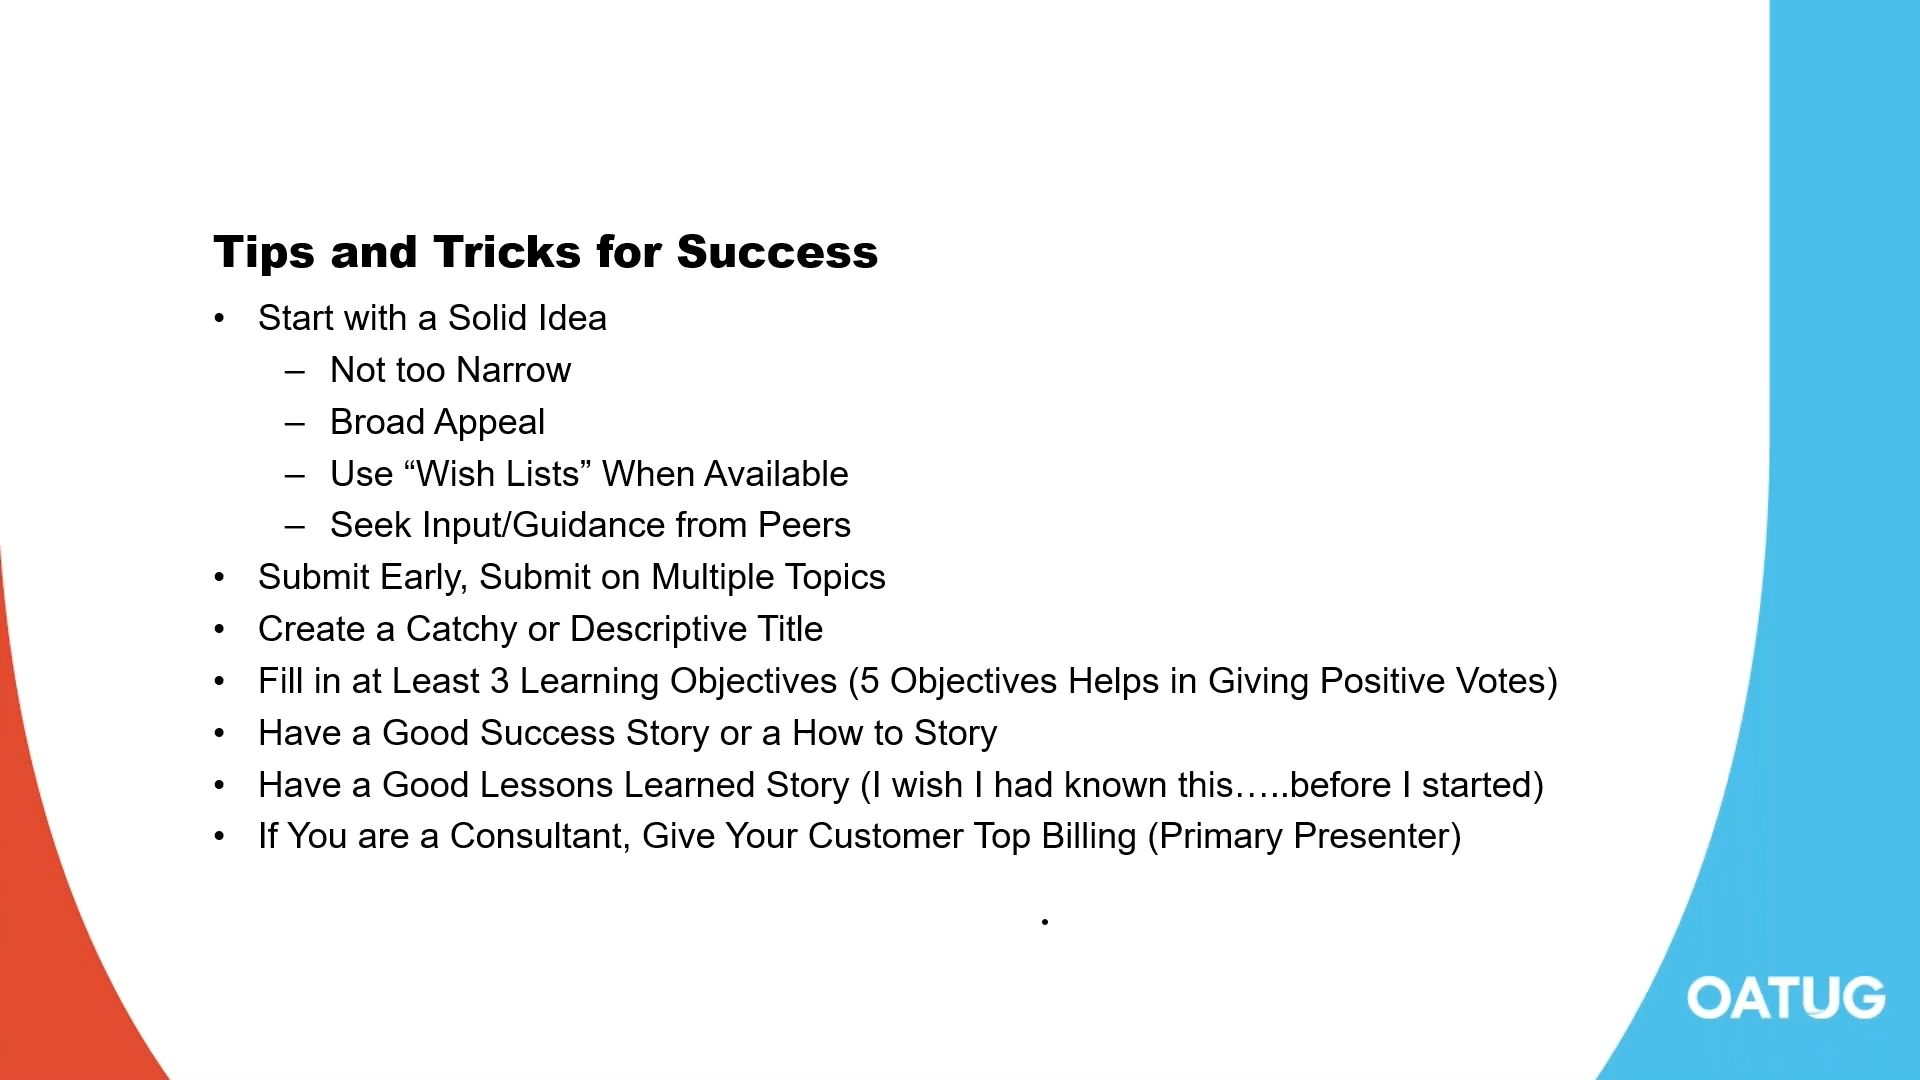 Tips and Tricks for Success
• Start with a Solid Idea
– Not too Narrow
– Broad Appeal
– Use “Wish Lists” When Available
– Seek Input/Guidance from Peers
• Submit Early, Submit on Multiple Topics
• Create a Catchy or Descriptive Title
• Fill in at Least 3 Learning Objectives (5 Objectives Helps in Giving Positive Votes)
• Have a Good Success Story or a How to Story
• Have a Good Lessons Learned Story (I wish I had known this…..before I started)
• If You are a Consultant, Give Your Customer Top Billing (Primary Presenter)
.
OATUG